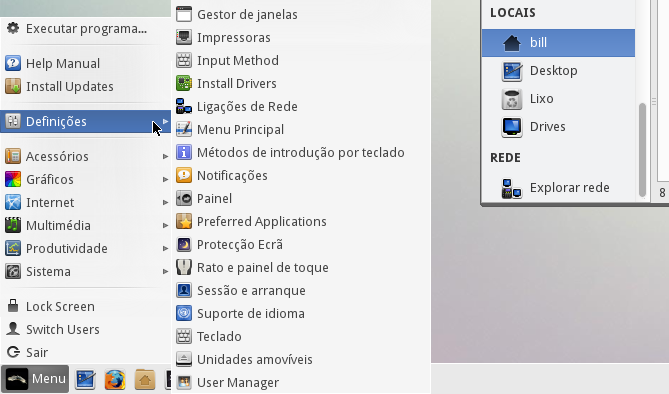 Executar programa...
Help Manual
Install Updates
Definições
Acessórios
Gráficos
Internet
Multimédia
Produtividade
Sistema
Lock Screen
Switch Users
Sair
Menu
Gestor de janelas
Impressoras
Input Method
Install Drivers
Ligações de Rede
Menu Principal
Métodos de introdução por teclado
Notificações
Painel
Preferred Applications
Protecção Ecrã
Rato e painel de toque
Sessão e arranque
Suporte de idioma
Teclado
Unidades amovíveis
User Manager
LOCAIS
bill
Desktop
Lixo
Drives
REDE
Explorar rede
8